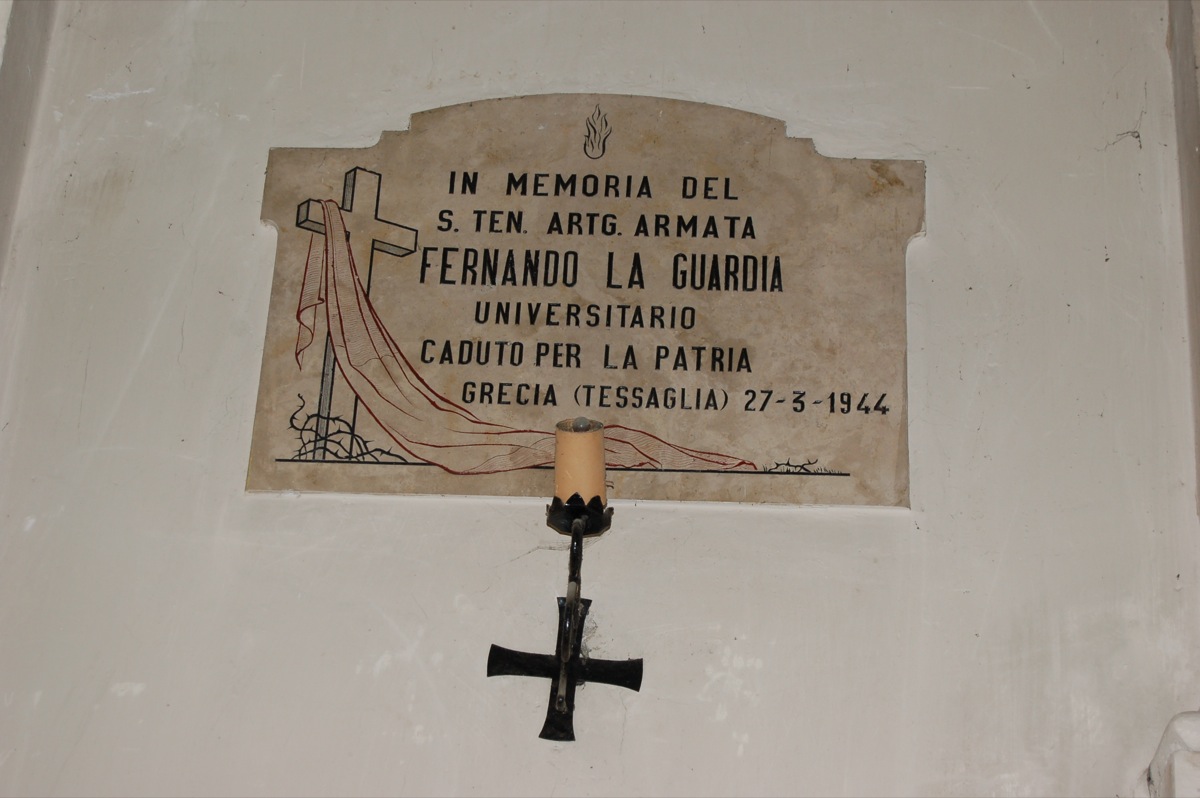 IN MEMORIA DEL
S. TEN. ARTG. ARMATA
FERNANDO LA GUARDIA
UNIVERSITARIO
CADUTO PER LA PATRIA
GRECIA (TESSAGLIA) 27-3-1944